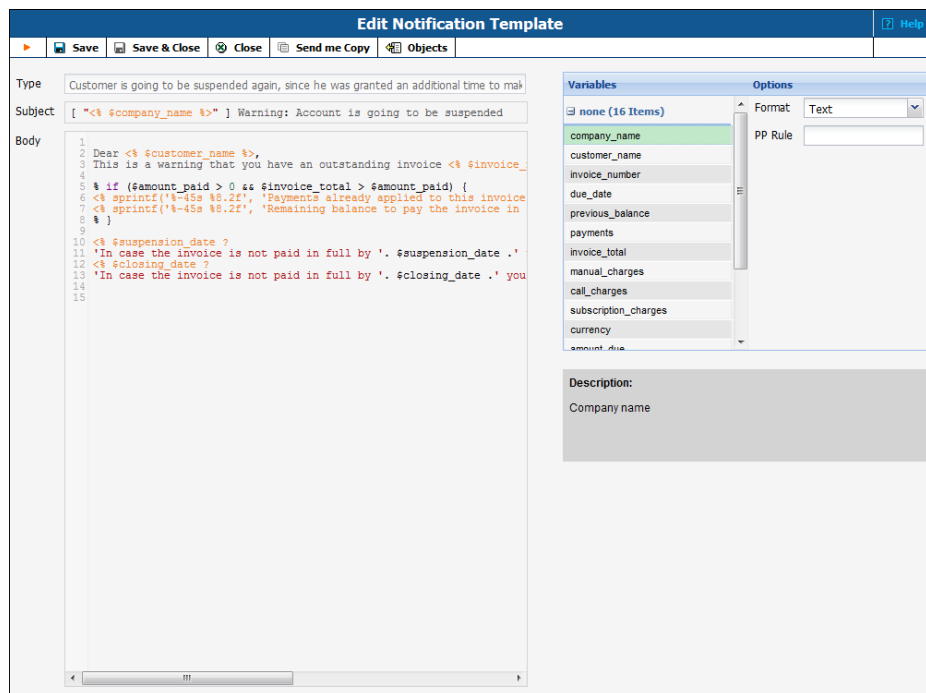 Edit Notification Template
Help
Save
Save & Close
Close
Send me Copy
Objects
Type
Customer is going to be suspended again, since he was granted an additional time to mak
Subject
[ "<% $company_name %>" ] Warning: Account is going to be suspended
Body
1
2 Dear <% $customer_name %>,
3 This is a warning that you have an outstanding invoice <% $invoice_
4
5 % if ($amount_paid > 0 && $invoice_total > $amount_paid) {
6 <% sprintf('%-45s %8.2f', 'Payments already applied to this invoice
7 <% sprintf('%-45s %8.2f', 'Remaining balance to pay the invoice in
8 % }
9
10 <% $suspension_date ?
11 'In case the invoice is not paid in full by '. $suspension_date .'
12 <% $closing_date ?
13 'In case the invoice is not paid in full by '. $closing_date .' you
14
15
Variables
none (16 Items)
company_name
customer_name
invoice_number
due_date
previous_balance
payments
invoice_total
manual_charges
call_charges
subscription_charges
currency
amount_due
Options
Format
Text
PP Rule
Description:
Company name